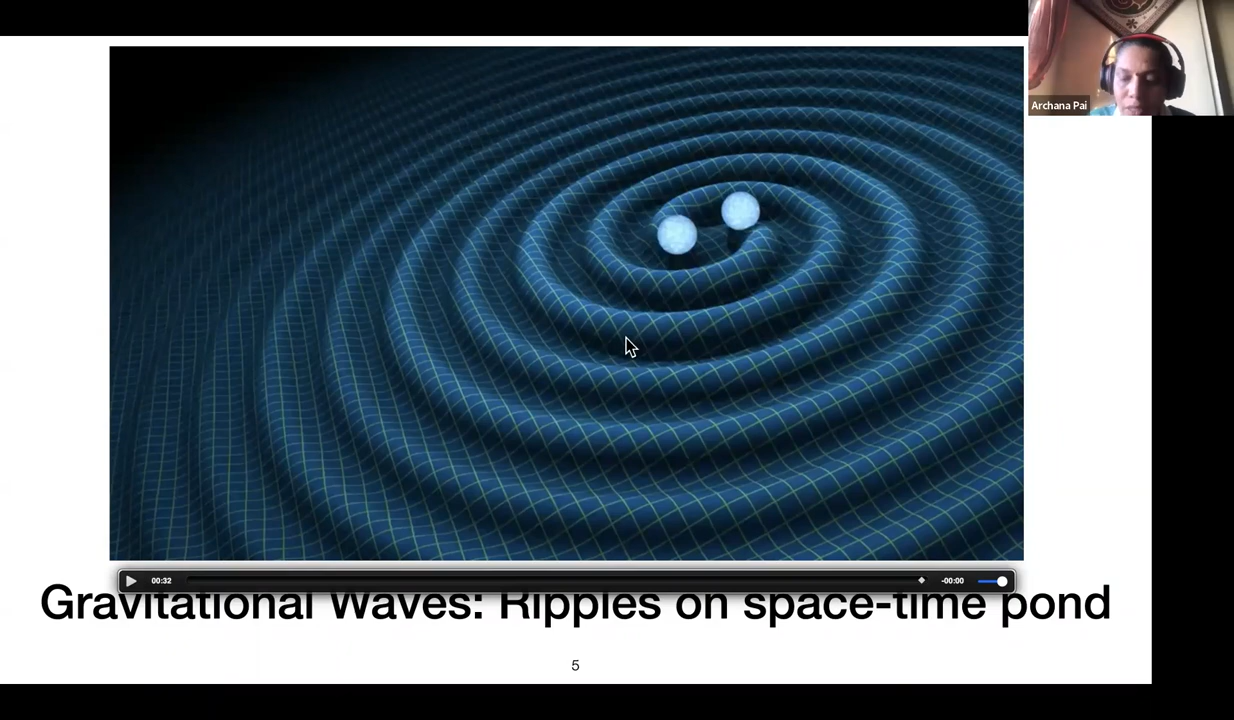 Archana Pai
00:32
-00:00
Gravitational Waves: Ripples on space-time pond
5